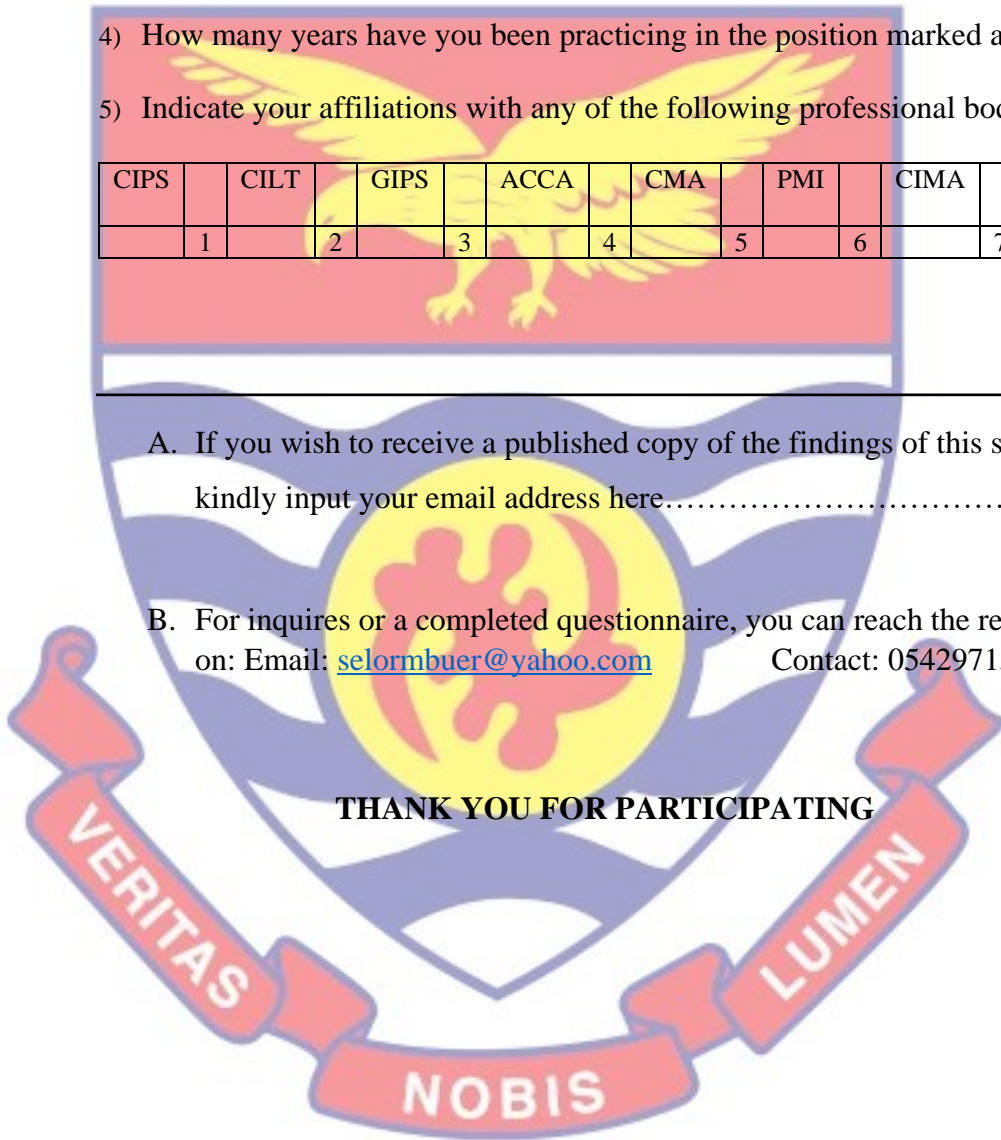 4) How many years have you been practicing in the position marked a
5) Indicate your affiliations with any of the following professional
CIPS CILT GIPS ACCA CMA PMI CIMA
1 2 3 4 5 6 7
A. If you wish to receive a published copy of the findings of this s
kindly input your email address here……………………………
B. For inquires or a completed questionnaire, you can reach the re
on: Email: selormbuer@yahoo.com Contact: 0542971
THANK YOU FOR PARTICIPATING
VERITAS
NOBIS
LUMEN